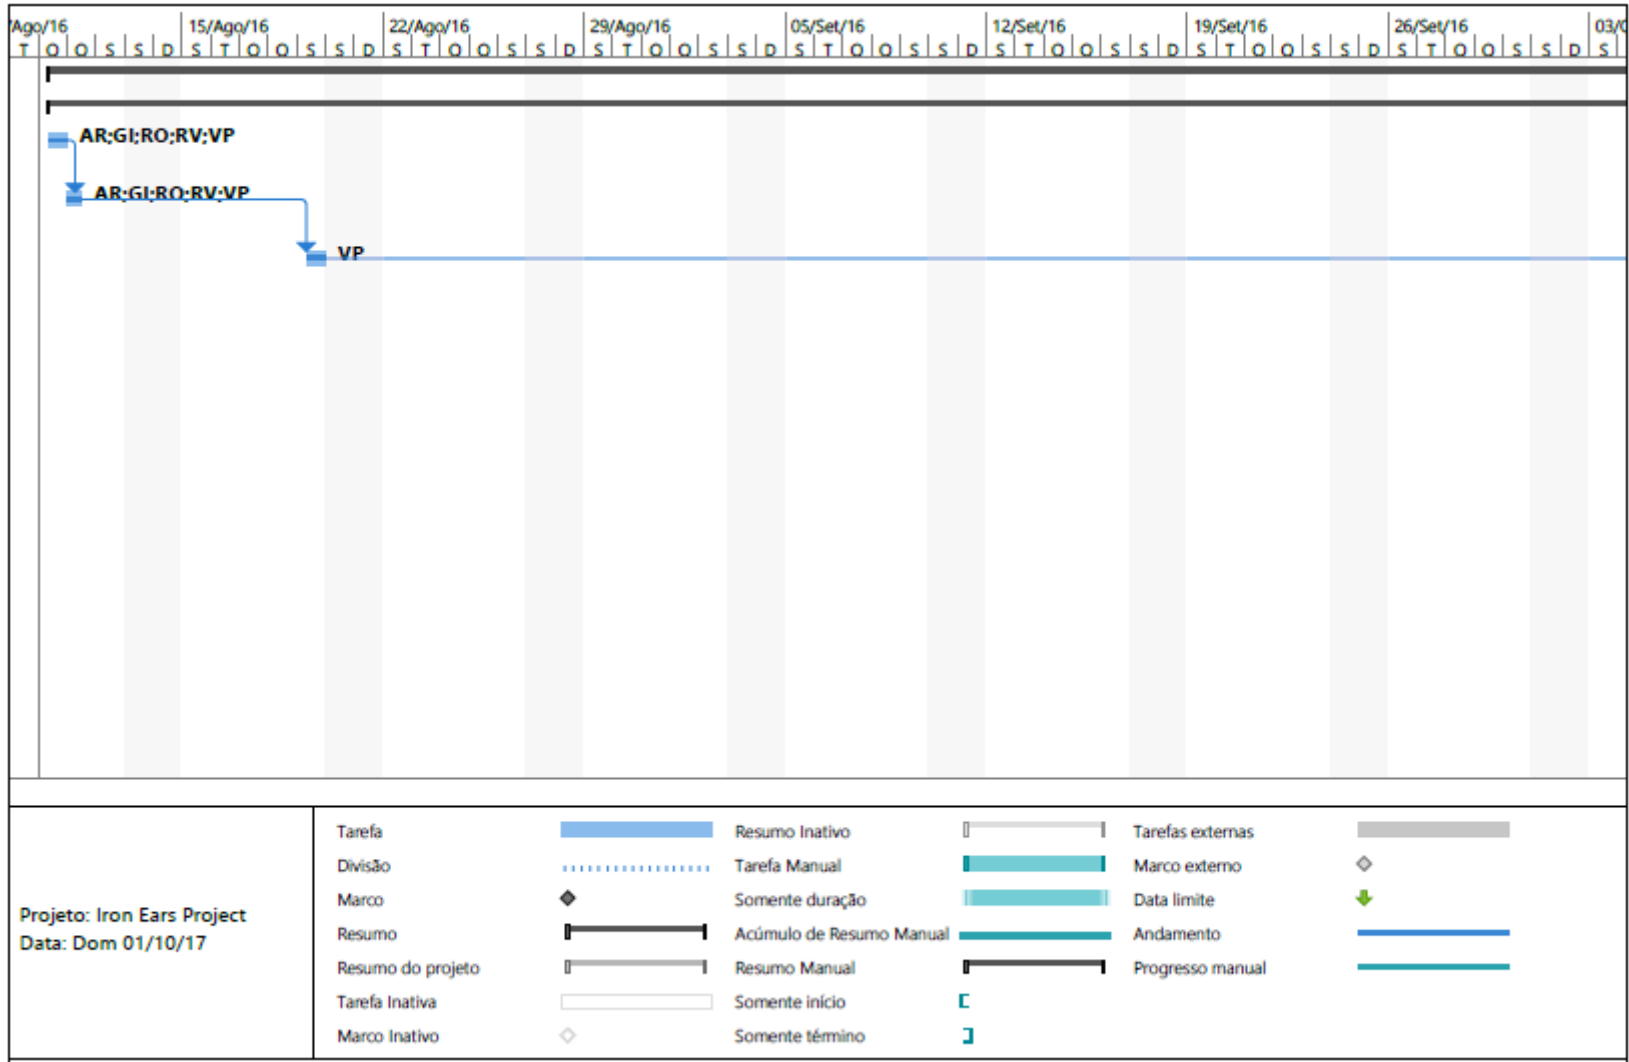 /Ago/16 15/Ago/16 22/Ago/16 29/Ago/16 05/Set/16 12/Set/16 19/Set/16 26/Set/16
T Q Q S S D S T Q Q S S D S T Q Q S S D S T Q Q S S D S T Q Q S S D S T Q Q S S D S T Q Q S S D S T Q Q S S D S
AR;GI;RO;RV;VP
AR;GI;RO;RV;VP
VP
Projeto: Iron Ears Project
Data: Dom 01/10/17
Tarefa
Divisão
Marco
Resumo
Resumo do projeto
Tarefa Inativa
Marco Inativo
Resumo Inativo
Tarefa Manual
Somente duração
Acúmulo de Resumo Manual
Resumo Manual
Somente início
Somente término
Tarefas externas
Marco externo
Data limite
Andamento
Progresso manual